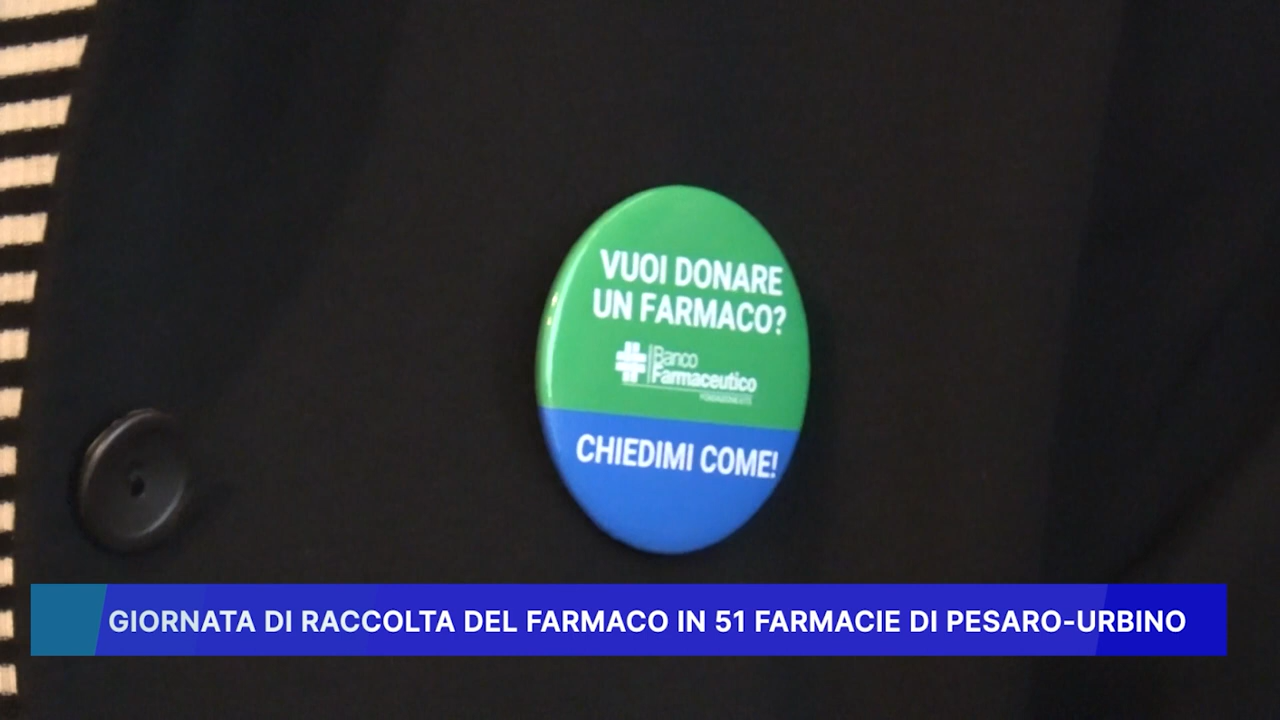 VUOI DONARE
UN FARMACO?
Banco
Farmaceutico
CHIEDIMI COME!
GIORNATA DI RACCOLTA DEL FARMACO IN 51 FARMACIE DI PESARO-URBINO